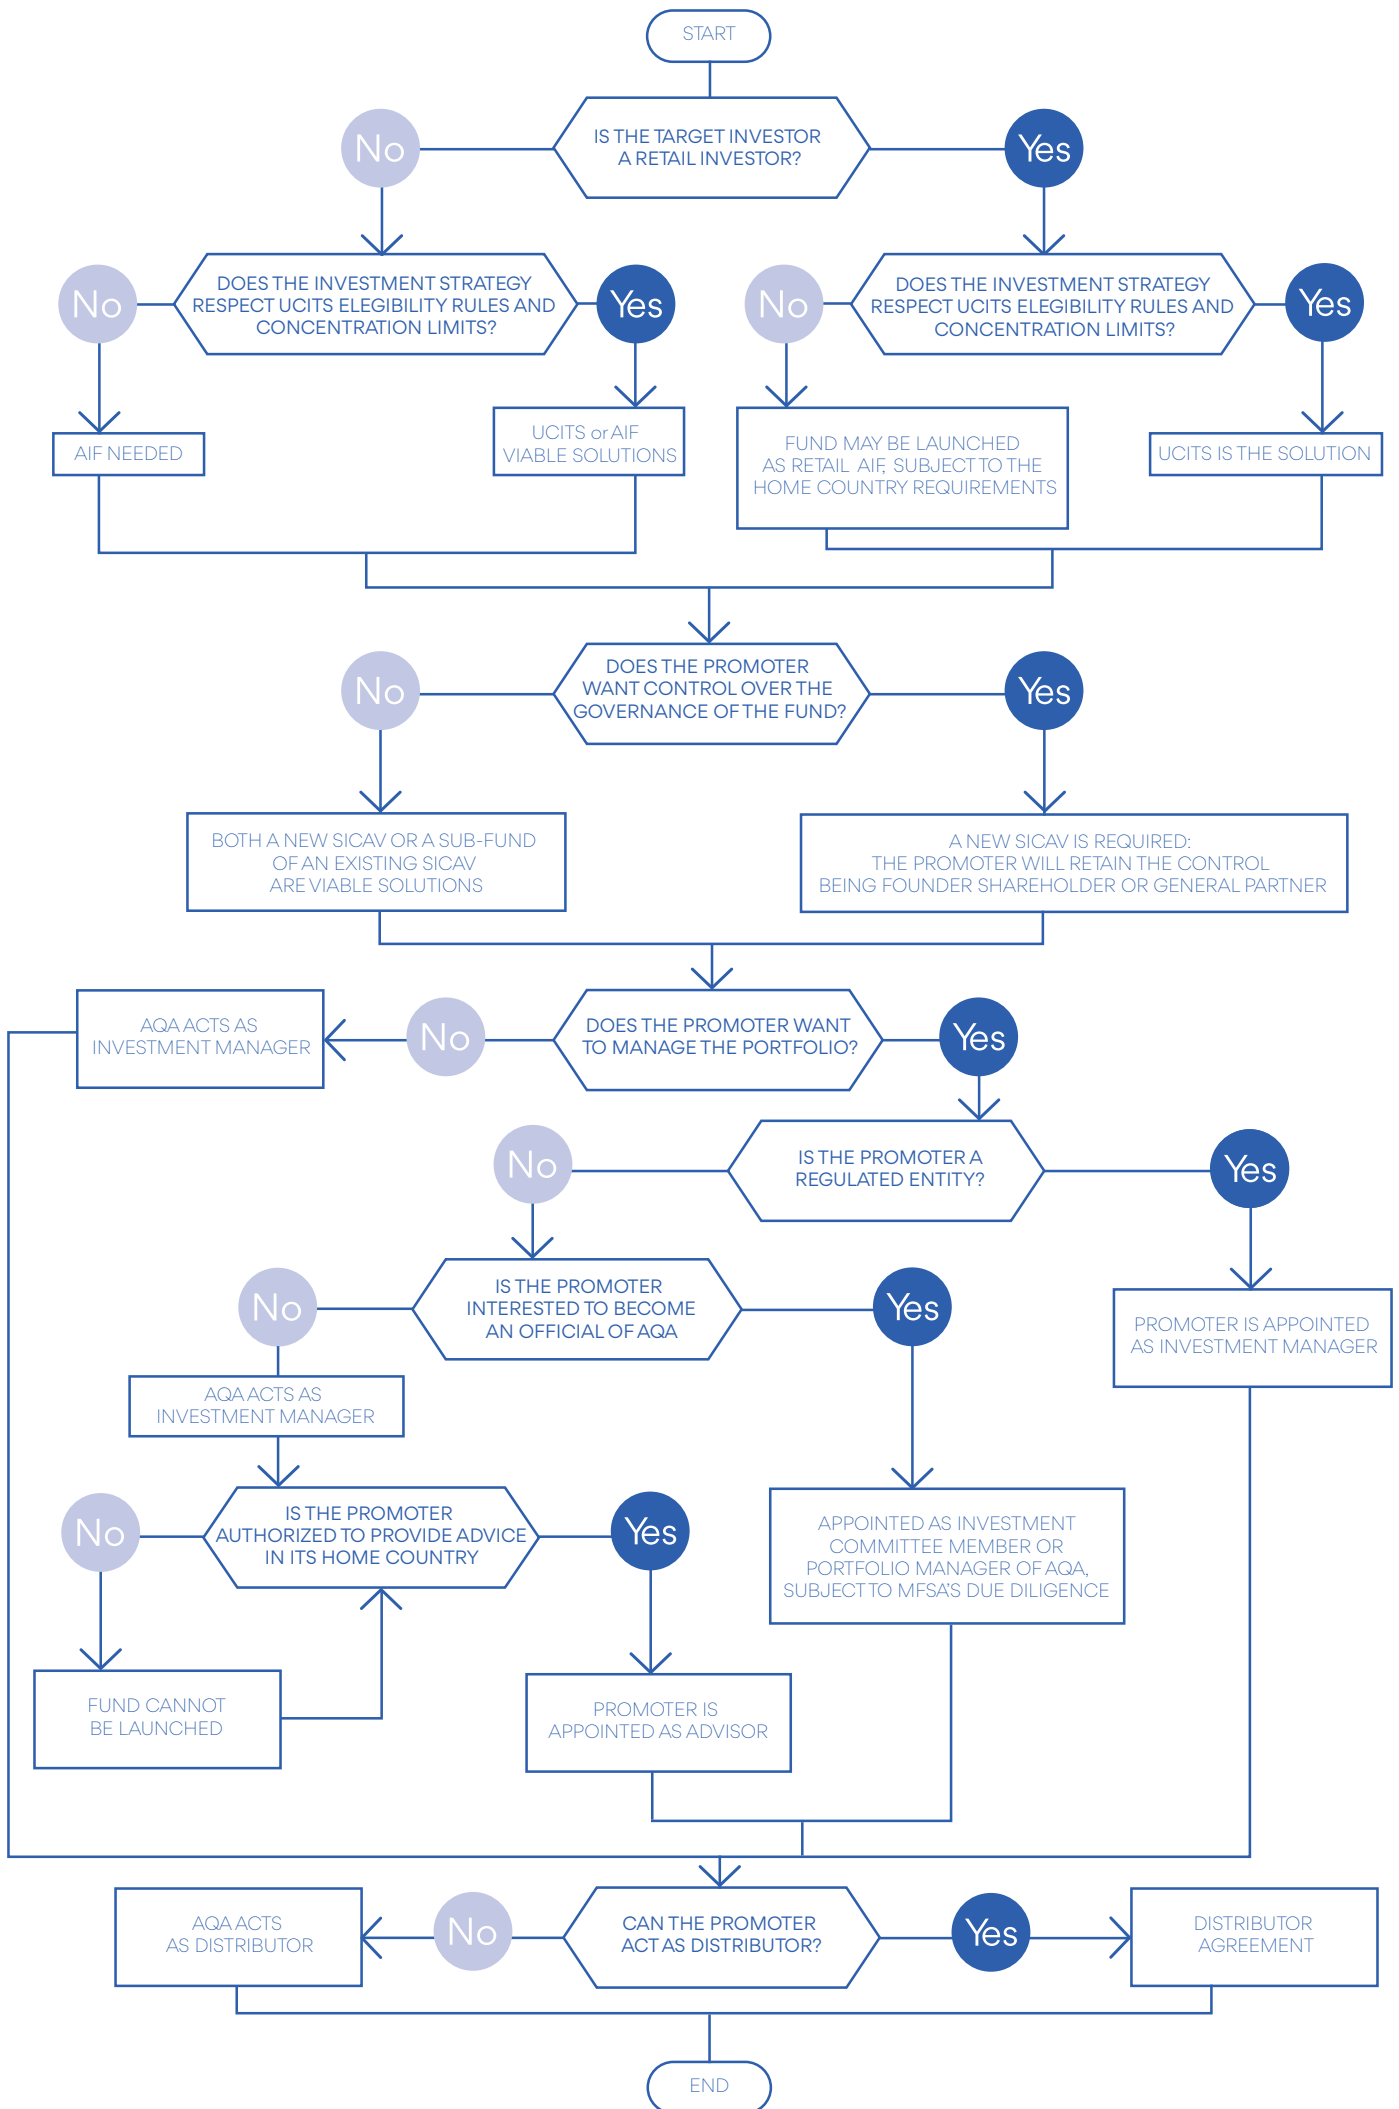 START
IS THE TARGET INVESTOR
A RETAIL INVESTOR?
No
Yes
DOES THE INVESTMENT STRATEGY
RESPECT UCITS ELEGIBILITY RULES AND
CONCENTRATION LIMITS?
No
Yes
DOES THE INVESTMENT STRATEGY
RESPECT UCITS ELEGIBILITY RULES AND
CONCENTRATION LIMITS?
No
Yes
AIF NEEDED
UCITS or AIF
VIABLE SOLUTIONS
FUND MAY BE LAUNCHED
AS RETAIL AIF, SUBJECT TO THE
HOME COUNTRY REQUIREMENTS
UCITS IS THE SOLUTION
DOES THE PROMOTER
WANT CONTROL OVER THE
GOVERNANCE OF THE FUND?
No
Yes
BOTH A NEW SICAV OR A SUB-FUND
OF AN EXISTING SICAV
ARE VIABLE SOLUTIONS
A NEW SICAV IS REQUIRED:
THE PROMOTER WILL RETAIN THE CONTROL
BEING FOUNDER SHAREHOLDER OR GENERAL PARTNER
DOES THE PROMOTER WANT
TO MANAGE THE PORTFOLIO?
No
Yes
AQA ACTS AS
INVESTMENT MANAGER
IS THE PROMOTER A
REGULATED ENTITY?
No
Yes
IS THE PROMOTER
INTERESTED TO BECOME
AN OFFICIAL OF AQA
No
Yes
PROMOTER IS APPOINTED
AS INVESTMENT MANAGER
AQA ACTS AS
INVESTMENT MANAGER
IS THE PROMOTER
AUTHORIZED TO PROVIDE ADVICE
IN ITS HOME COUNTRY
No
Yes
APPOINTED AS INVESTMENT
COMMITTEE MEMBER OR
PORTFOLIO MANAGER OF AQA,
SUBJECT TO MFSA'S DUE DILIGENCE
FUND CANNOT
BE LAUNCHED
PROMOTER IS
APPOINTED AS ADVISOR
CAN THE PROMOTER
ACT AS DISTRIBUTOR?
No
Yes
AQA ACTS
AS DISTRIBUTOR
DISTRIBUTOR
AGREEMENT
END